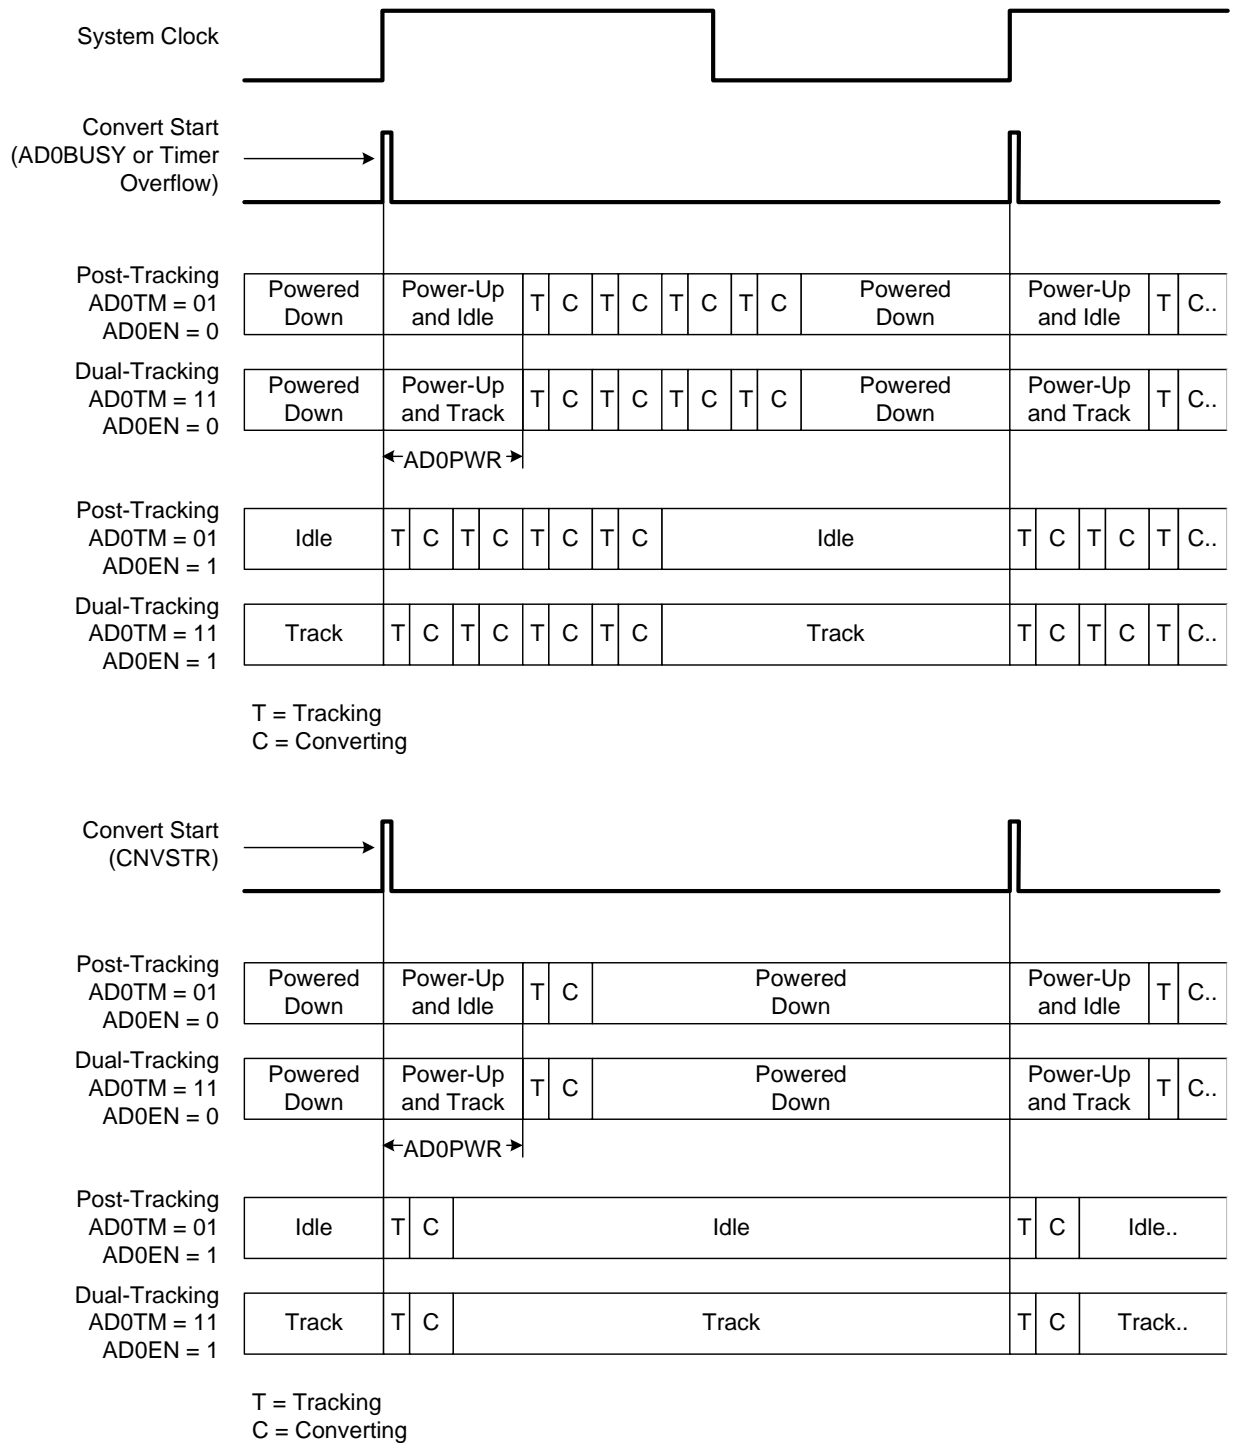 System Clock
Convert Start
(AD0BUSY or Timer
Overflow)
Post-Tracking
AD0TM = 01
AD0EN = 0
Powered
Down
Power-Up
and Idle
T C T C T C T C
Powered
Down
Power-Up
and Idle
T C..
Dual-Tracking
AD0TM = 11
AD0EN = 0
Powered
Down
Power-Up
and Track
T C T C T C T C
Powered
Down
Power-Up
and Track
T C..
AD0PWR
Post-Tracking
AD0TM = 01
AD0EN = 1
Idle T C T C T C T C Idle T C T C T C..
Dual-Tracking
AD0TM = 11
AD0EN = 1
Track T C T C T C T C Track T C T C T C..
T = Tracking
C = Converting
Convert Start
(CNVSTR)
Post-Tracking
AD0TM = 01
AD0EN = 0
Powered
Down
Power-Up
and Idle
T C
Powered
Down
Power-Up
and Idle
T C..
Dual-Tracking
AD0TM = 11
AD0EN = 0
Powered
Down
Power-Up
and Track
T C
Powered
Down
Power-Up
and Track
T C..
AD0PWR
Post-Tracking
AD0TM = 01
AD0EN = 1
Idle T C Idle T C Idle..
Dual-Tracking
AD0TM = 11
AD0EN = 1
Track T C Track T C Track..
T = Tracking
C = Converting